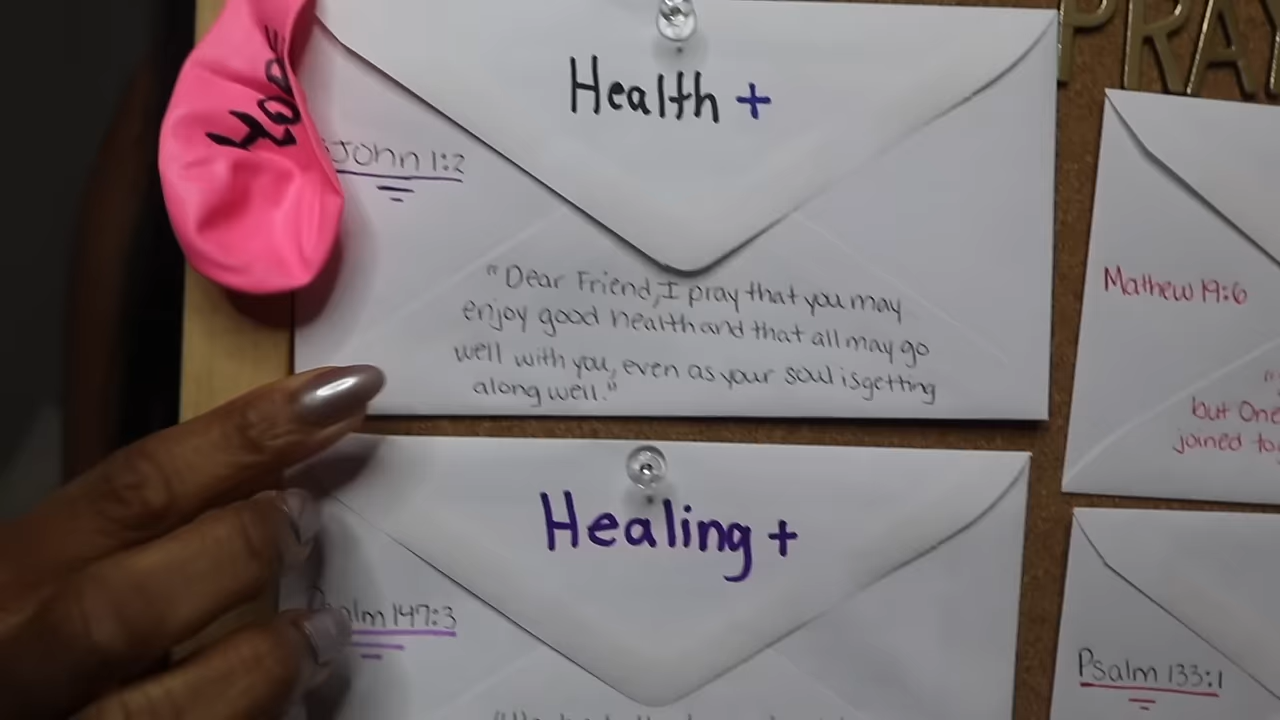 HOPE
PRAY
Health +
John 1:2
"Dear Friend, I pray that you may
enjoy good health and that all may go
well with you, even as your soul is getting
along well."
Healing +
Psalm 147:3
Mathew 19:6
but One
joined to
Psalm 133:1